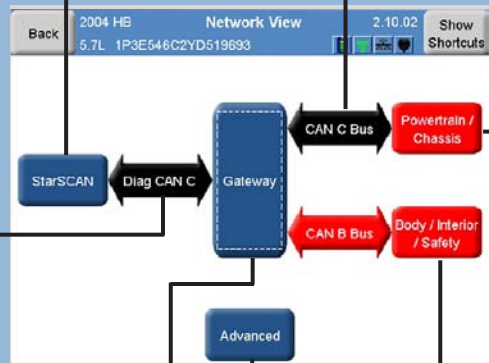 Back
2004 HB Network View 2.10.02
5.7L 1P3E546C2YD519693
Show
Shortcuts
StarSCAN
Diag CAN C
Gateway
CAN C Bus
Powertrain /
Chassis
CAN B Bus
Body / Interior
/ Safety
Advanced